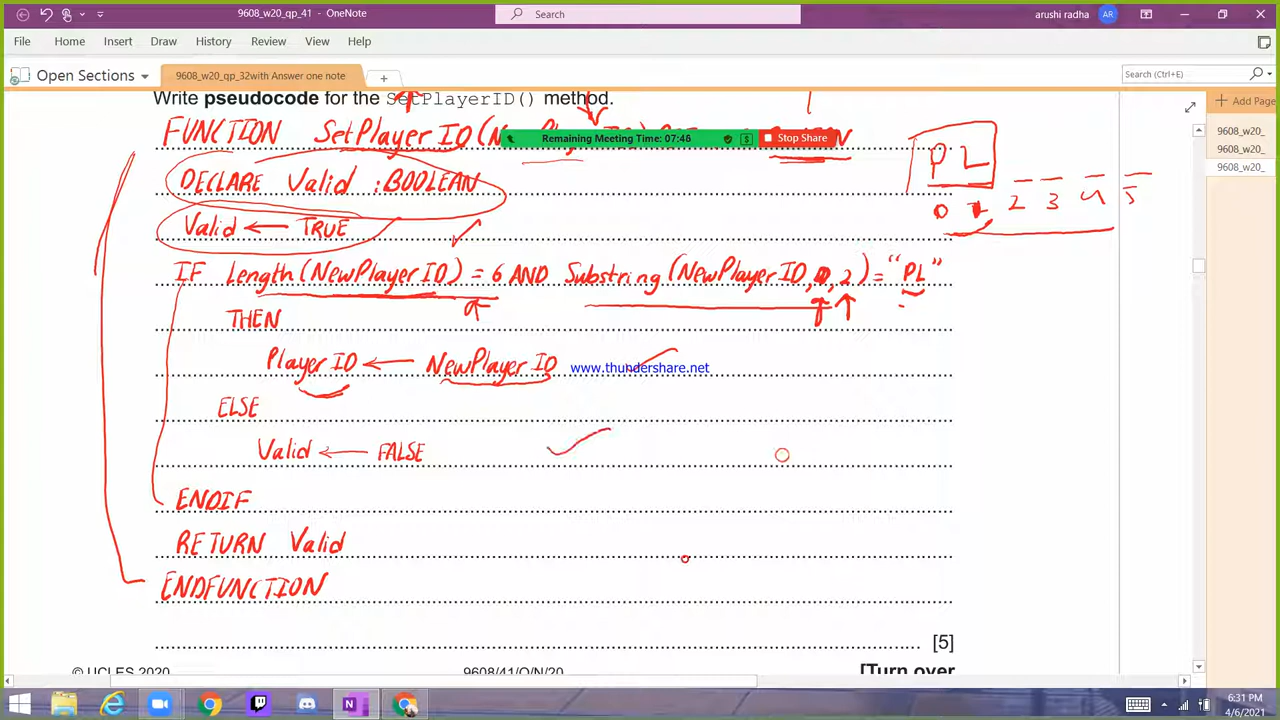 9608_w20_qp_41 - OneNote
Search
arushi radha
AR
File Home Insert Draw History Review View Help
Open Sections
9608_w20_qp_32with Answer one note
Search (Ctrl+E)
Add Page
Write pseudocode for the SetPlayerID() method.
Remaining Meeting Time: 07:46
Stop Share
9608_w20_
9608_w20_
9608_w20_
FUNCTION SetPlayerID(
DECLARE Valid : BOOLEAN
PL
0 1 2 3 4 5
Valid ← TRUE
IF Length(NewPlayerID) = 6 AND Substring(NewPlayerID, 0, 2) = "PL"
THEN
PlayerID ← NewPlayerID
www.thundershare.net
ELSE
Valid ← FALSE
ENDIF
RETURN Valid
ENDFUNCTION
[5]
© UCLES 2020
9608/41/O/N/20
[Turn over
6:31 PM
4/6/2021